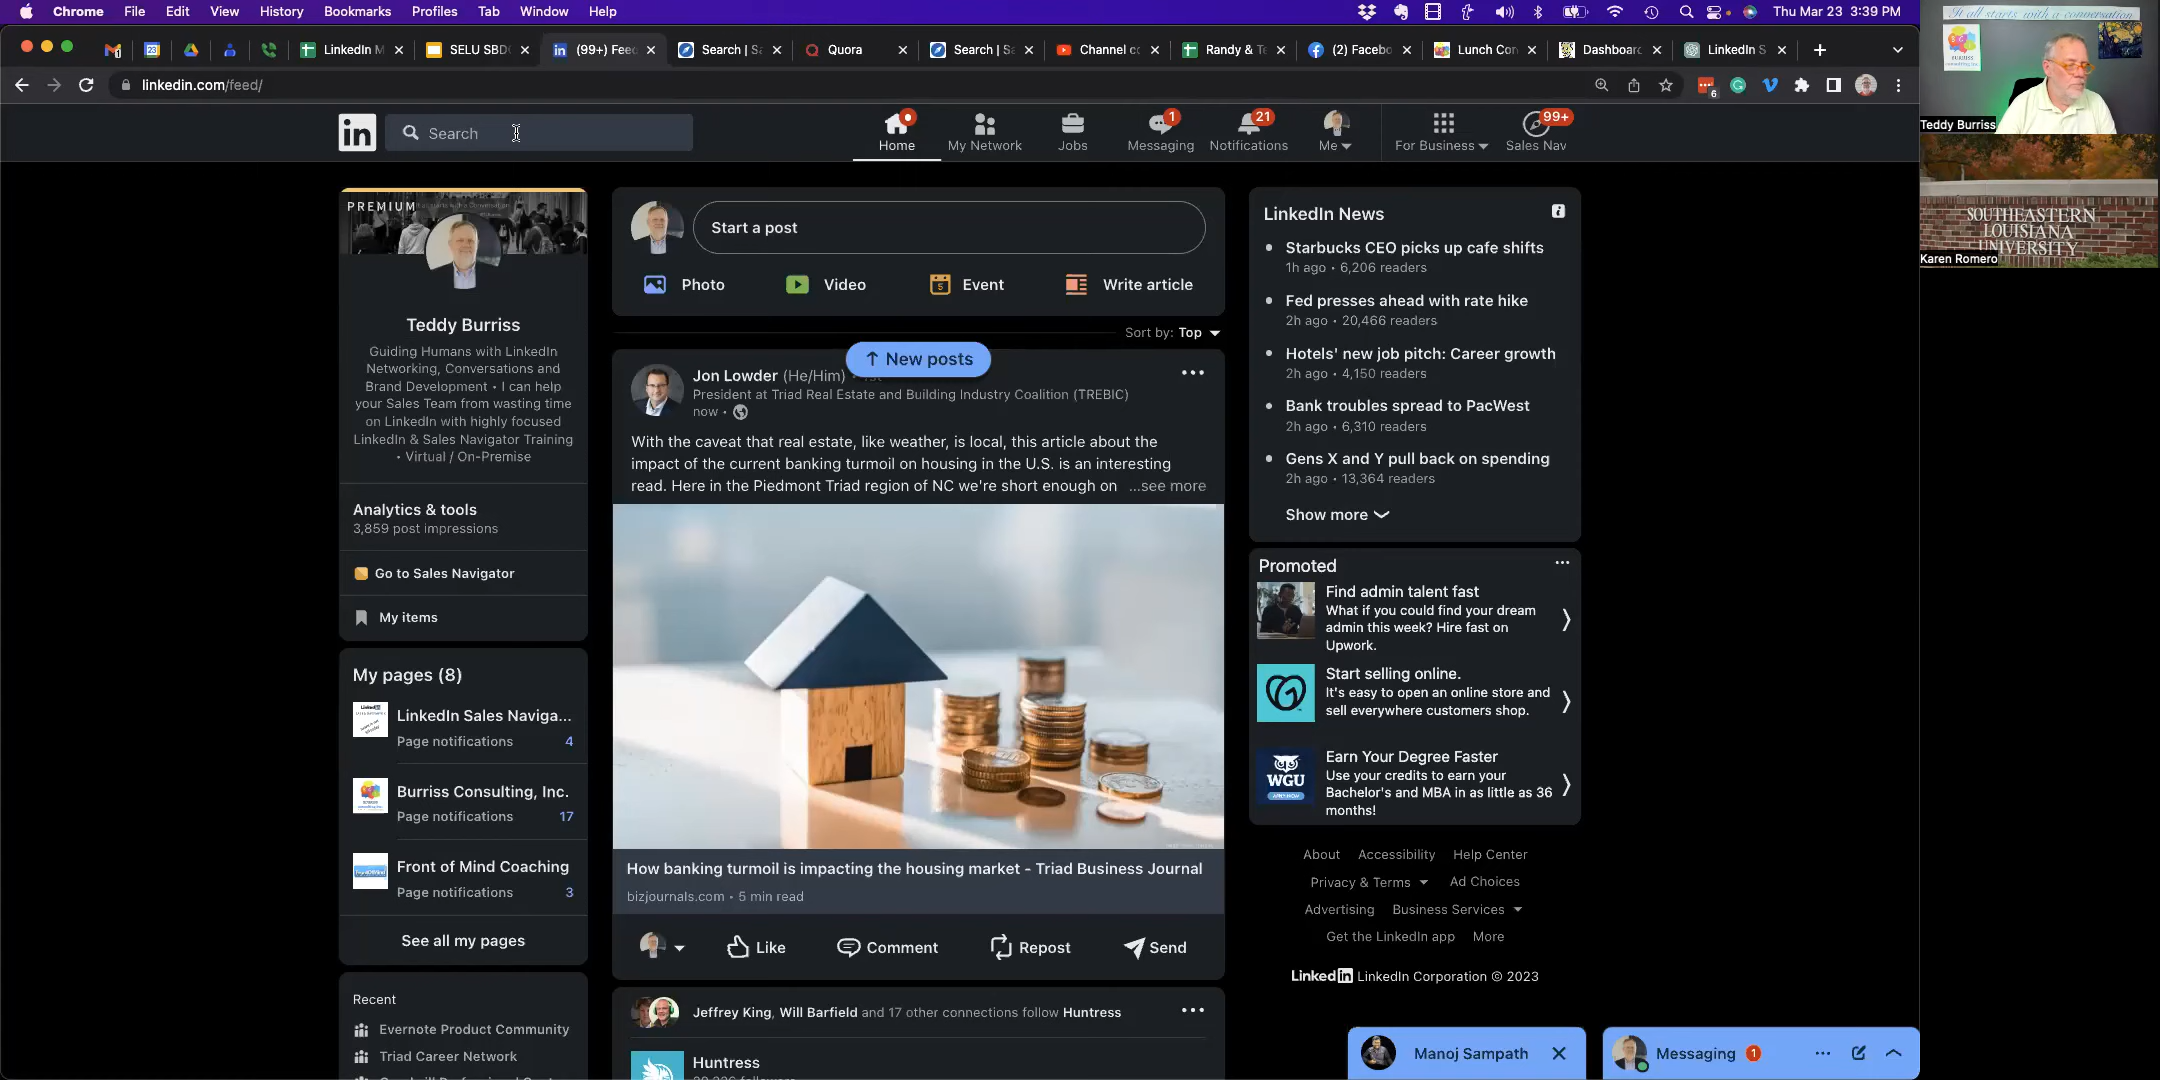 Chrome File Edit View History Bookmarks Profiles Tab Window Help
Thu Mar 23 3:39 PM
LinkedIn M
SELU SBD
(99+) Fee
Search | Sa
Quora
Search | Sa
Channel co
Randy & Te
(2) Facebo
Lunch Con
Dashboard
LinkedIn S
linkedin.com/feed/
6
in
Search
Home
My Network
Jobs
1
Messaging
21
Notifications
Me
For Business
99+
Sales Nav
It all starts with a conversation
Teddy Burriss
SOUTHEASTERN
LOUISIANA
UNIVERSITY
Karen Romero
PREMIUM
Teddy Burriss
Guiding Humans with LinkedIn
Networking, Conversations and
Brand Development • I can help
your Sales Team from wasting time
on LinkedIn with highly focused
LinkedIn & Sales Navigator Training
• Virtual / On-Premise
Analytics & tools
3,859 post impressions
Go to Sales Navigator
My items
My pages (8)
LinkedIn Sales Naviga...
Page notifications 4
Burriss Consulting, Inc.
Page notifications 17
Front of Mind Coaching
Page notifications 3
See all my pages
Recent
Evernote Product Community
Triad Career Network
Start a post
Photo
Video
Event
Write article
Sort by: Top
New posts
Jon Lowder (He/Him)
President at Triad Real Estate and Building Industry Coalition (TREBIC)
now •
With the caveat that real estate, like weather, is local, this article about the
impact of the current banking turmoil on housing in the U.S. is an interesting
read. Here in the Piedmont Triad region of NC we're short enough on ...see more
How banking turmoil is impacting the housing market - Triad Business Journal
bizjournals.com • 5 min read
Like
Comment
Repost
Send
Jeffrey King, Will Barfield and 17 other connections follow Huntress
Huntress
LinkedIn News
Starbucks CEO picks up cafe shifts
1h ago • 6,206 readers
Fed presses ahead with rate hike
2h ago • 20,466 readers
Hotels' new job pitch: Career growth
2h ago • 4,150 readers
Bank troubles spread to PacWest
2h ago • 6,310 readers
Gens X and Y pull back on spending
2h ago • 13,364 readers
Show more
Promoted
Find admin talent fast
What if you could find your dream
admin this week? Hire fast on
Upwork.
Start selling online.
It's easy to open an online store and
sell everywhere customers shop.
WGU
Earn Your Degree Faster
Use your credits to earn your
Bachelor's and MBA in as little as 36
months!
About Accessibility Help Center
Privacy & Terms Ad Choices
Advertising Business Services
Get the LinkedIn app More
LinkedIn LinkedIn Corporation © 2023
Manoj Sampath
Messaging 1